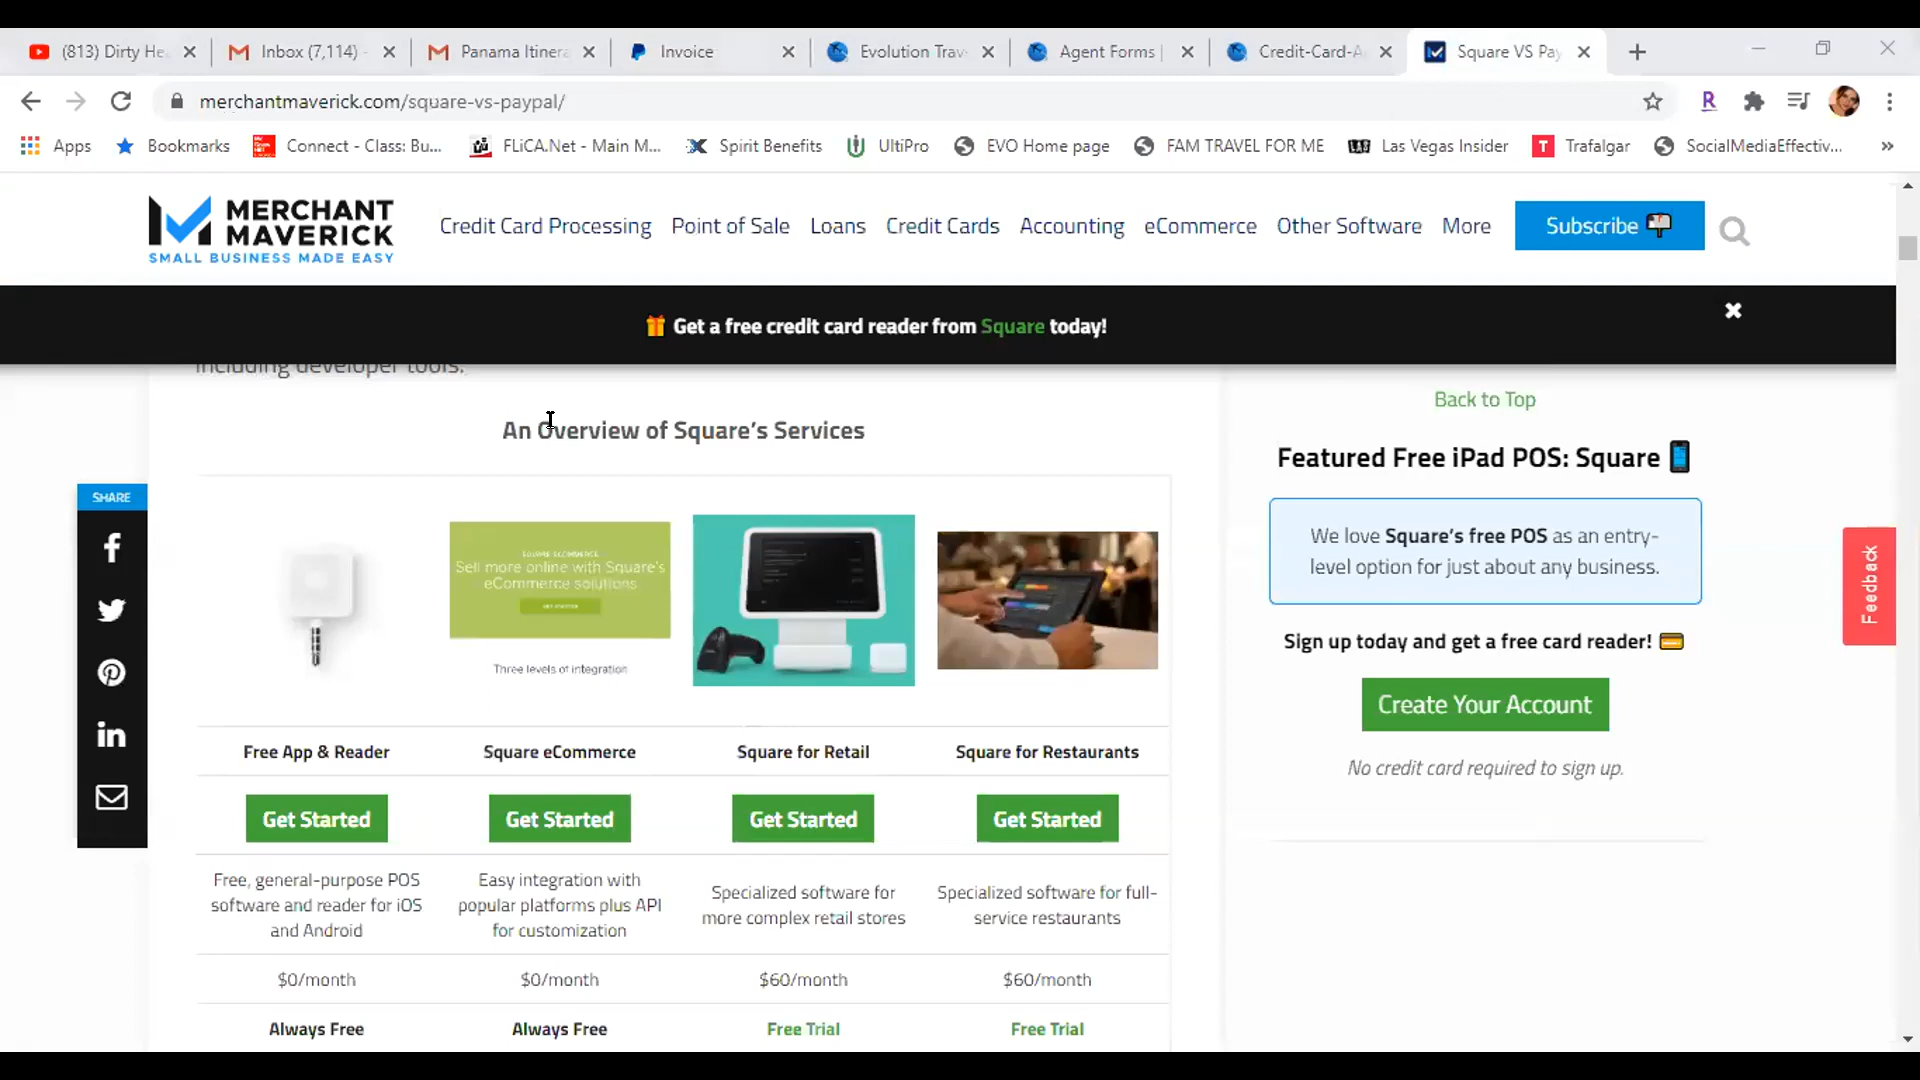 (813) Dirty He
Inbox (7,114) -
Panama Itinera
Invoice
Evolution Trav
Agent Forms |
Credit-Card-A
Square VS Pay
merchantmaverick.com/square-vs-paypal/
R
Apps
Bookmarks
Connect - Class: Bu...
FLiCA.Net - Main M...
Spirit Benefits
UltiPro
EVO Home page
FAM TRAVEL FOR ME
Las Vegas Insider
T
Trafalgar
SocialMediaEffectiv...
»
MERCHANT
MAVERICK
SMALL BUSINESS MADE EASY
Credit Card Processing
Point of Sale
Loans
Credit Cards
Accounting
eCommerce
Other Software
More
Subscribe
Get a free credit card reader from Square today!
including developer tools.
An Overview of Square's Services
SQUARE ECOMMERCE
Sell more online with Square's
eCommerce solutions
GET STARTED
Three levels of integration
Free App & Reader
Square eCommerce
Square for Retail
Square for Restaurants
Get Started
Get Started
Get Started
Get Started
Free, general-purpose POS
software and reader for iOS
and Android
Easy integration with
popular platforms plus API
for customization
Specialized software for
more complex retail stores
Specialized software for full-
service restaurants
$0/month
$0/month
$60/month
$60/month
Always Free
Always Free
Free Trial
Free Trial
SHARE
Back to Top
Featured Free iPad POS: Square
We love Square's free POS as an entry-
level option for just about any business.
Sign up today and get a free card reader!
Create Your Account
No credit card required to sign up.
Feedback